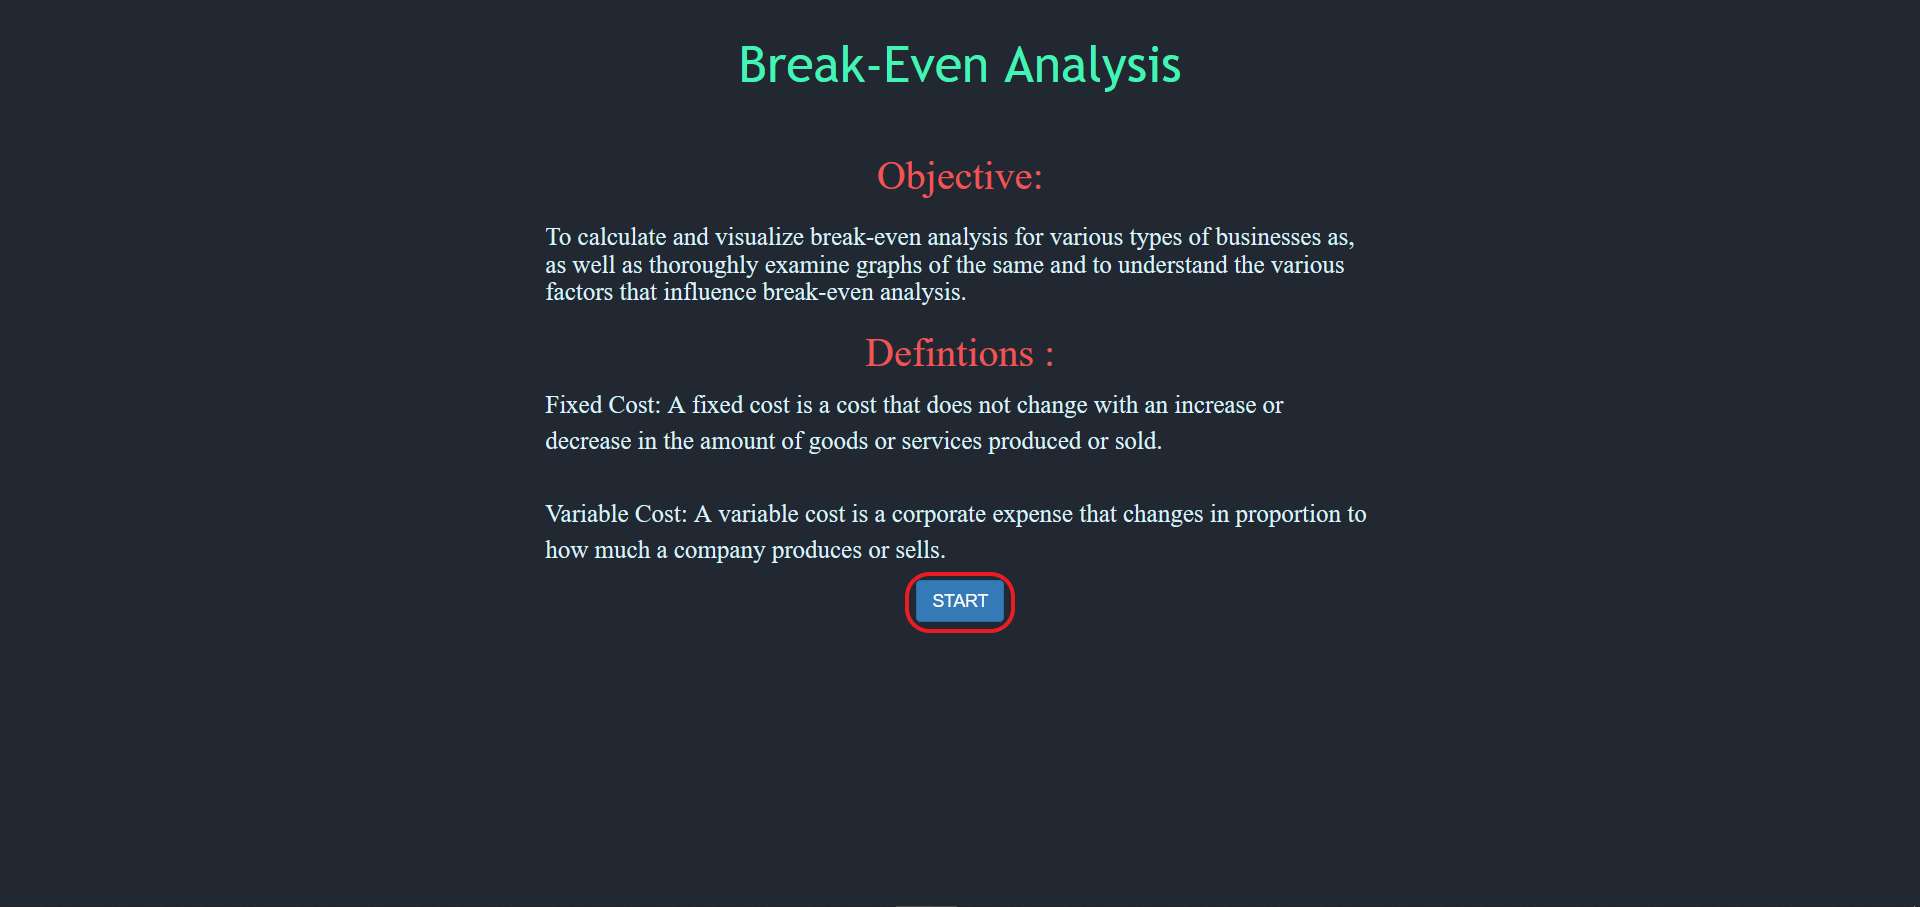 Break-Even Analysis
Objective:
To calculate and visualize break-even analysis for various types of businesses as,
as well as thoroughly examine graphs of the same and to understand the various
factors that influence break-even analysis.
Defintions :
Fixed Cost: A fixed cost is a cost that does not change with an increase or
decrease in the amount of goods or services produced or sold.
Variable Cost: A variable cost is a corporate expense that changes in proportion to
how much a company produces or sells.
START